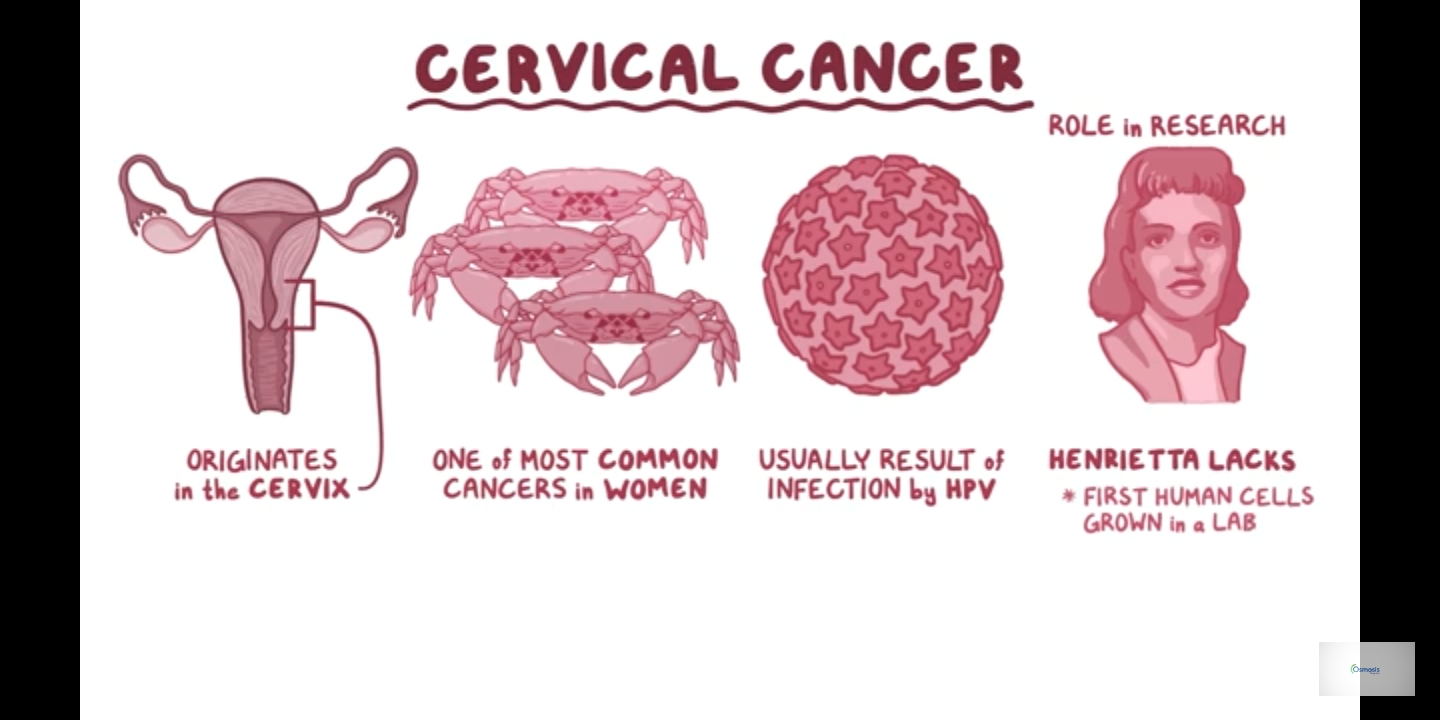 CERVICAL CANCER
ROLE in RESEARCH
ORIGINATES
in the CERVIX
ONE of MOST COMMON
CANCERS in WOMEN
USUALLY RESULT of
INFECTION by HPV
HENRIETTA LACKS
* FIRST HUMAN CELLS
GROWN in a LAB
Osmosis